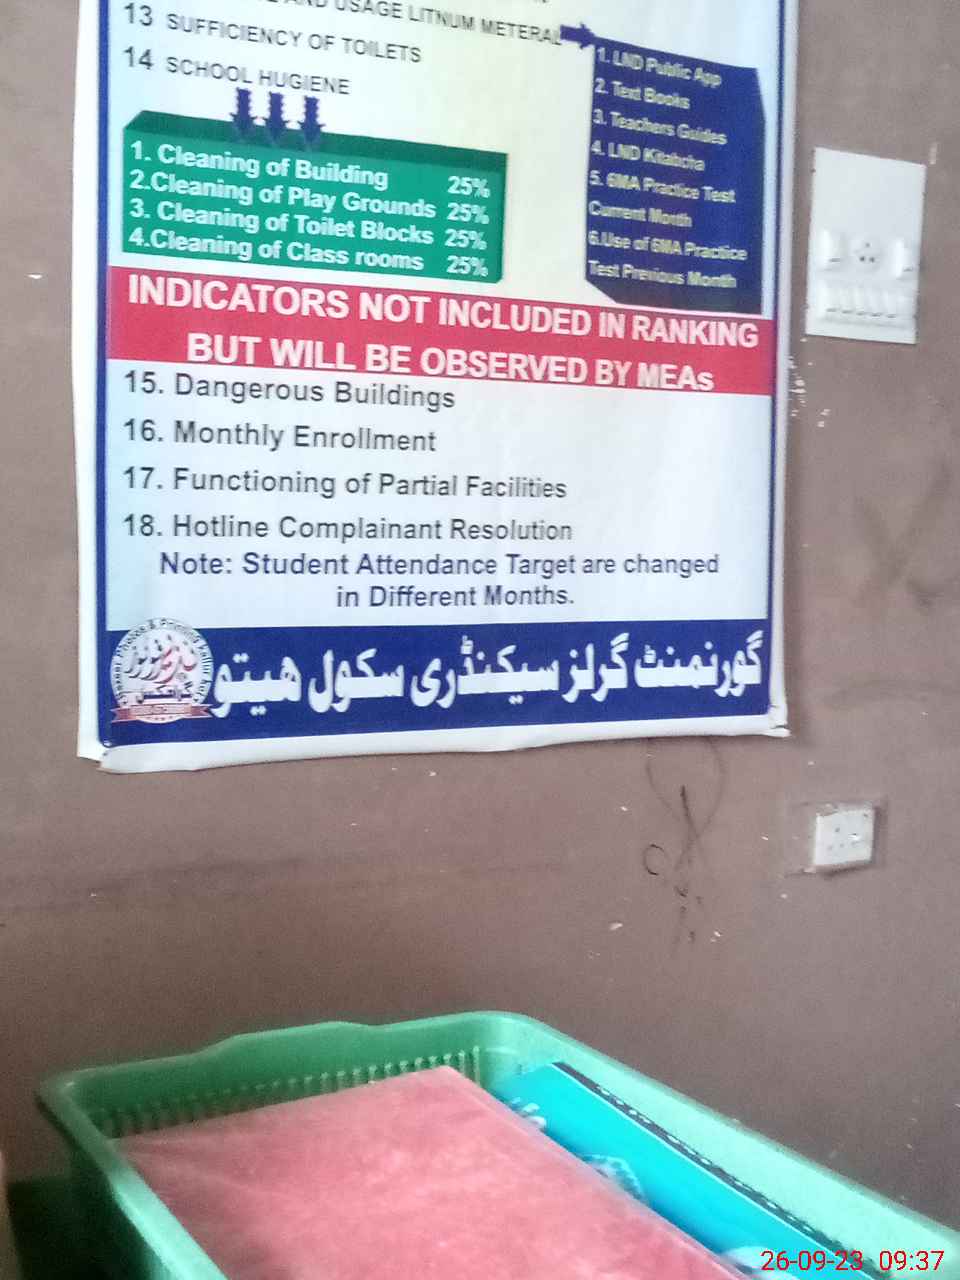 AND USAGE LITNUM METERAL
13 SUFFICIENCY OF TOILETS
14 SCHOOL HUGIENE
1. Cleaning of Building 25%
2.Cleaning of Play Grounds 25%
3. Cleaning of Toilet Blocks 25%
4.Cleaning of Class rooms 25%
1. LND Public App
2. Text Books
3. Teachers Guides
4. LND Kitabcha
5. 6MA Practice Test
Current Month
6.Use of 6MA Practice
Test Previous Month
INDICATORS NOT INCLUDED IN RANKING
BUT WILL BE OBSERVED BY MEAs
15. Dangerous Buildings
16. Monthly Enrollment
17. Functioning of Partial Facilities
18. Hotline Complainant Resolution
Note: Student Attendance Target are changed
in Different Months.
گورنمنٹ گرلز سیکنڈری سکول ھیتو
26-09-23 09:37